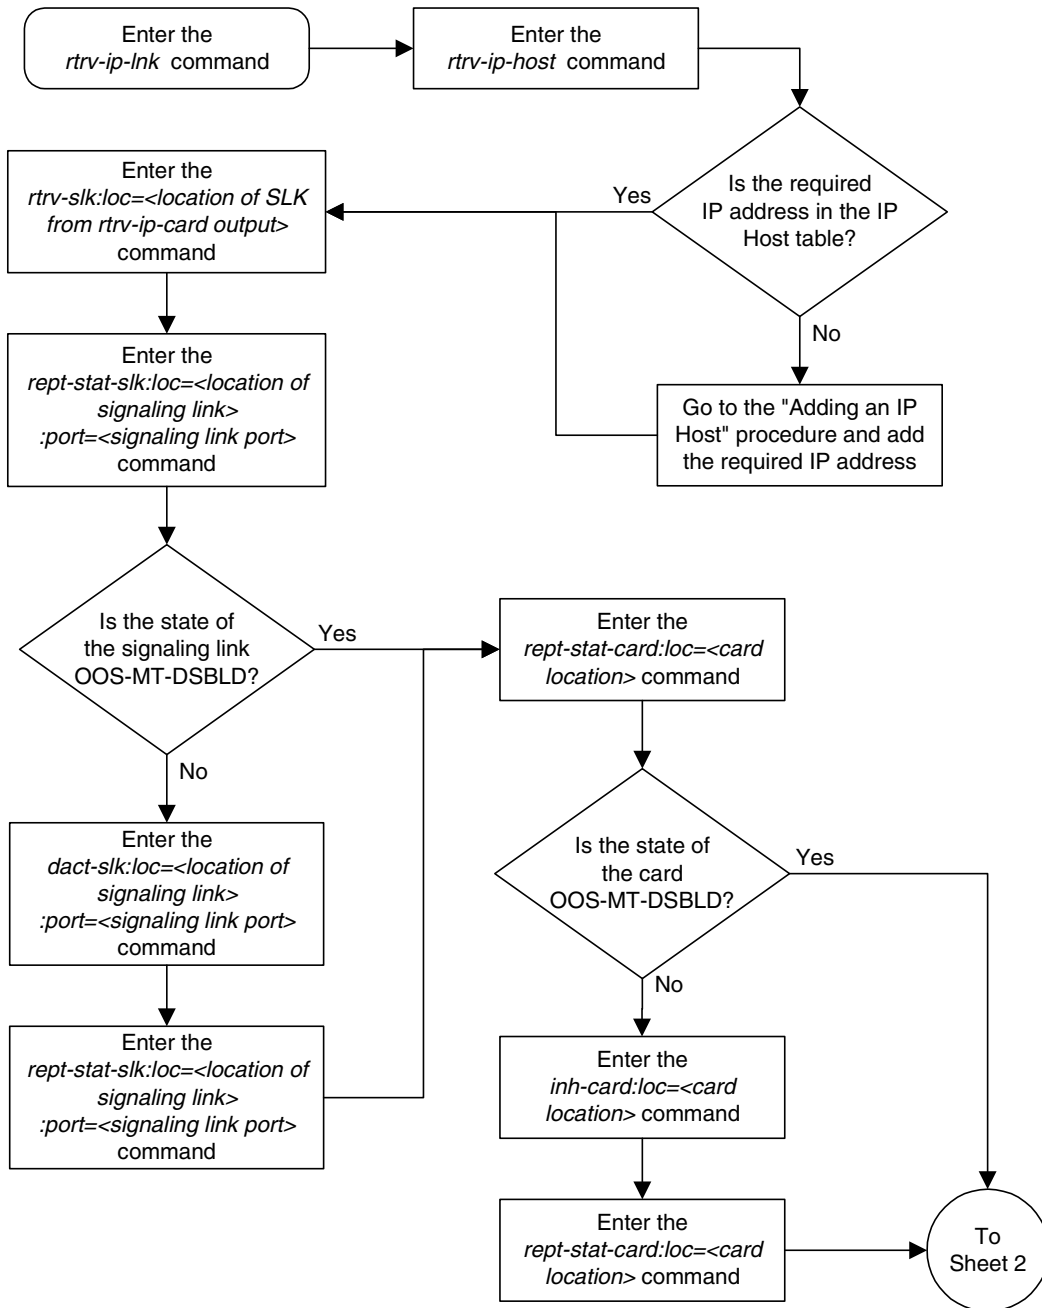 Enter the
rtrv-ip-lnk command
Enter the
rtrv-ip-host command
Is the required
IP address in the IP
Host table?
Yes
No
Go to the "Adding an IP
Host" procedure and add
the required IP address
Enter the
rtrv-slk:loc=<location of SLK
from rtrv-ip-card output>
command
Enter the
rept-stat-slk:loc=<location of
signaling link>
:port=<signaling link port>
command
Is the state of
the signaling link
OOS-MT-DSBLD?
Yes
No
Enter the
dact-slk:loc=<location of
signaling link>
:port=<signaling link port>
command
Enter the
rept-stat-slk:loc=<location of
signaling link>
:port=<signaling link port>
command
Enter the
rept-stat-card:loc=<card
location> command
Is the state of
the card
OOS-MT-DSBLD?
Yes
No
Enter the
inh-card:loc=<card
location> command
Enter the
rept-stat-card:loc=<card
location> command
To
Sheet 2